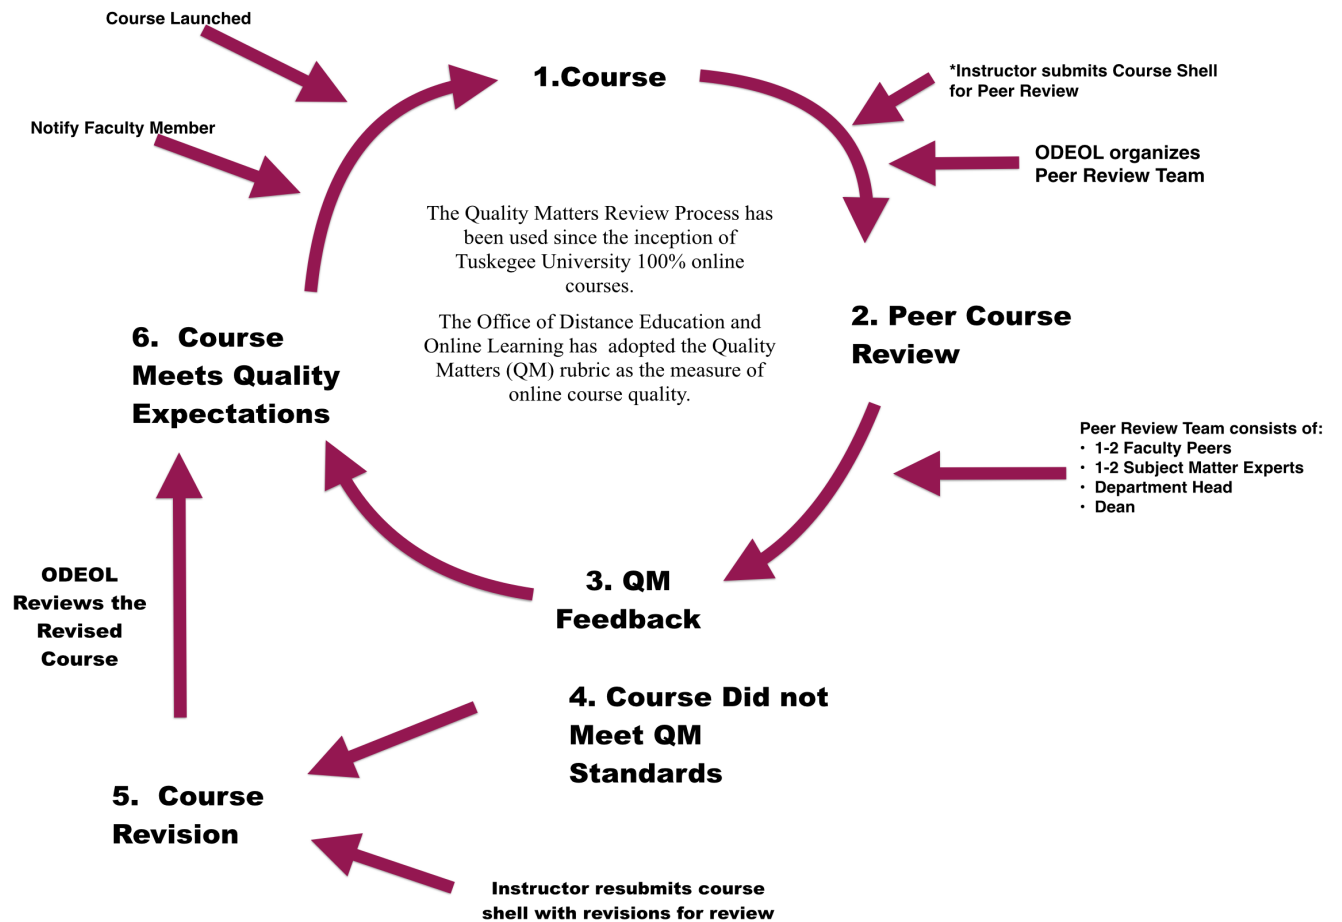 Course Launched
Notify Faculty Member
1.Course
*Instructor submits Course Shell
for Peer Review
ODEOL organizes
Peer Review Team
The Quality Matters Review Process has
been used since the inception of
Tuskegee University 100% online
courses.
The Office of Distance Education and
Online Learning has  adopted the Quality
Matters (QM) rubric as the measure of
online course quality.
2. Peer Course
Review
Peer Review Team consists of:
• 1-2 Faculty Peers
• 1-2 Subject Matter Experts
• Department Head
• Dean
3. QM
Feedback
4. Course Did not
Meet QM
Standards
5.  Course
Revision
Instructor resubmits course
shell with revisions for review
ODEOL
Reviews the
Revised
Course
6.  Course
Meets Quality
Expectations